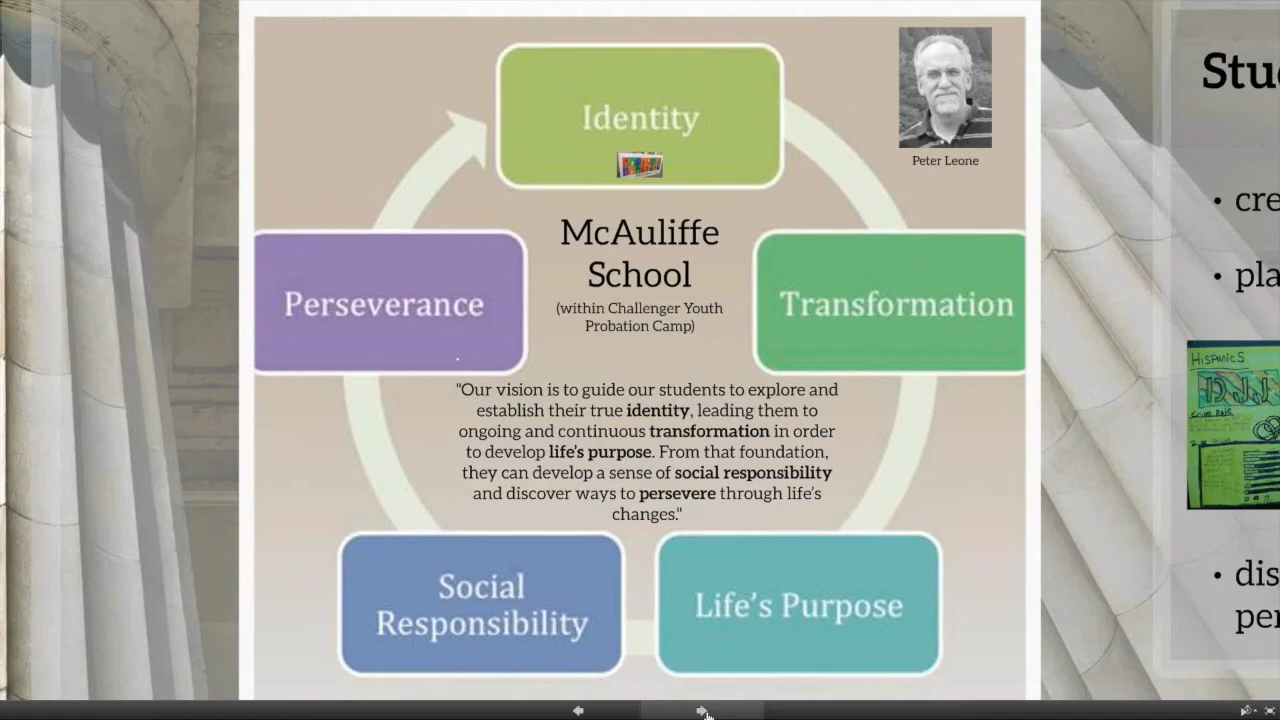 Identity
Peter Leone
McAuliffe
School
(within Challenger Youth
Probation Camp)
Perseverance
Transformation
"Our vision is to guide our students to explore and
establish their true identity, leading them to
ongoing and continuous transformation in order
to develop life's purpose. From that foundation,
they can develop a sense of social responsibility
and discover ways to persevere through life's
changes."
Social
Responsibility
Life's Purpose
Stu
• cre
• pla
Hispanics
• dis
per